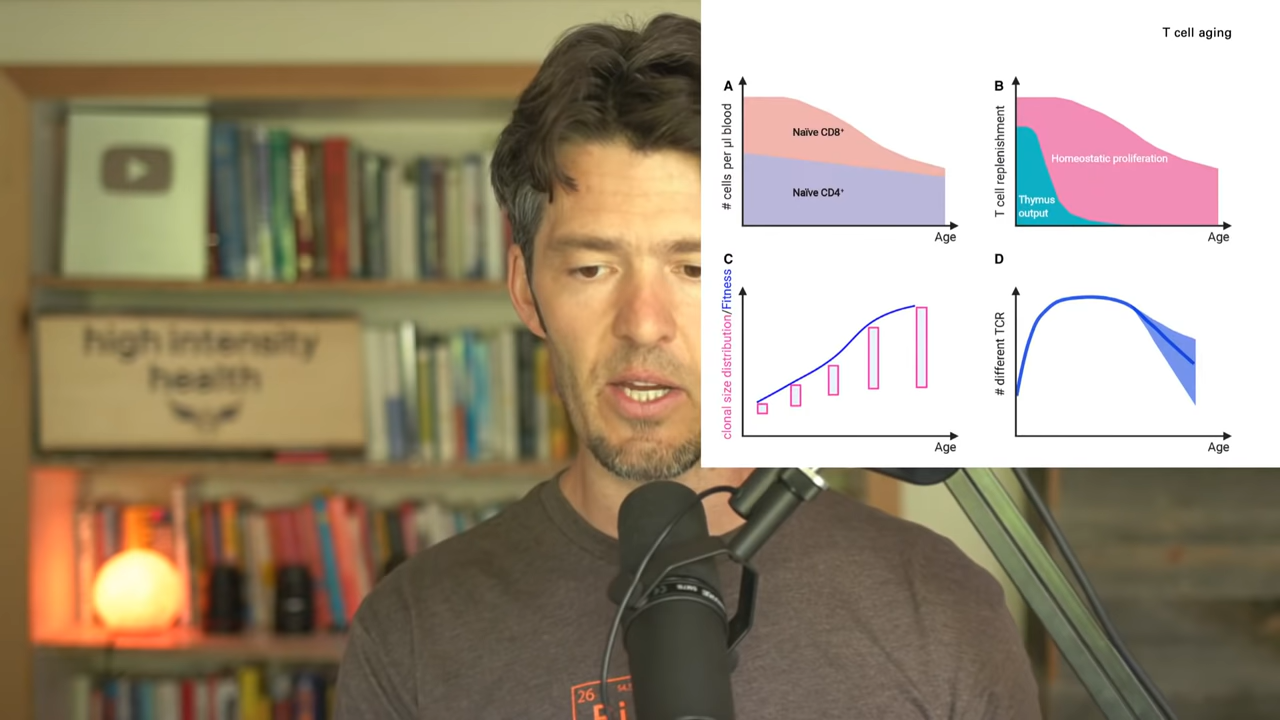 T cell aging
A
# cells per µl blood
Naïve CD8⁺
Naïve CD4⁺
Age
B
T cell replenishment
Homeostatic proliferation
Thymus
output
Age
C
clonal size distribution/Fitness
Age
D
# different TCR
Age
high intensity
health
26